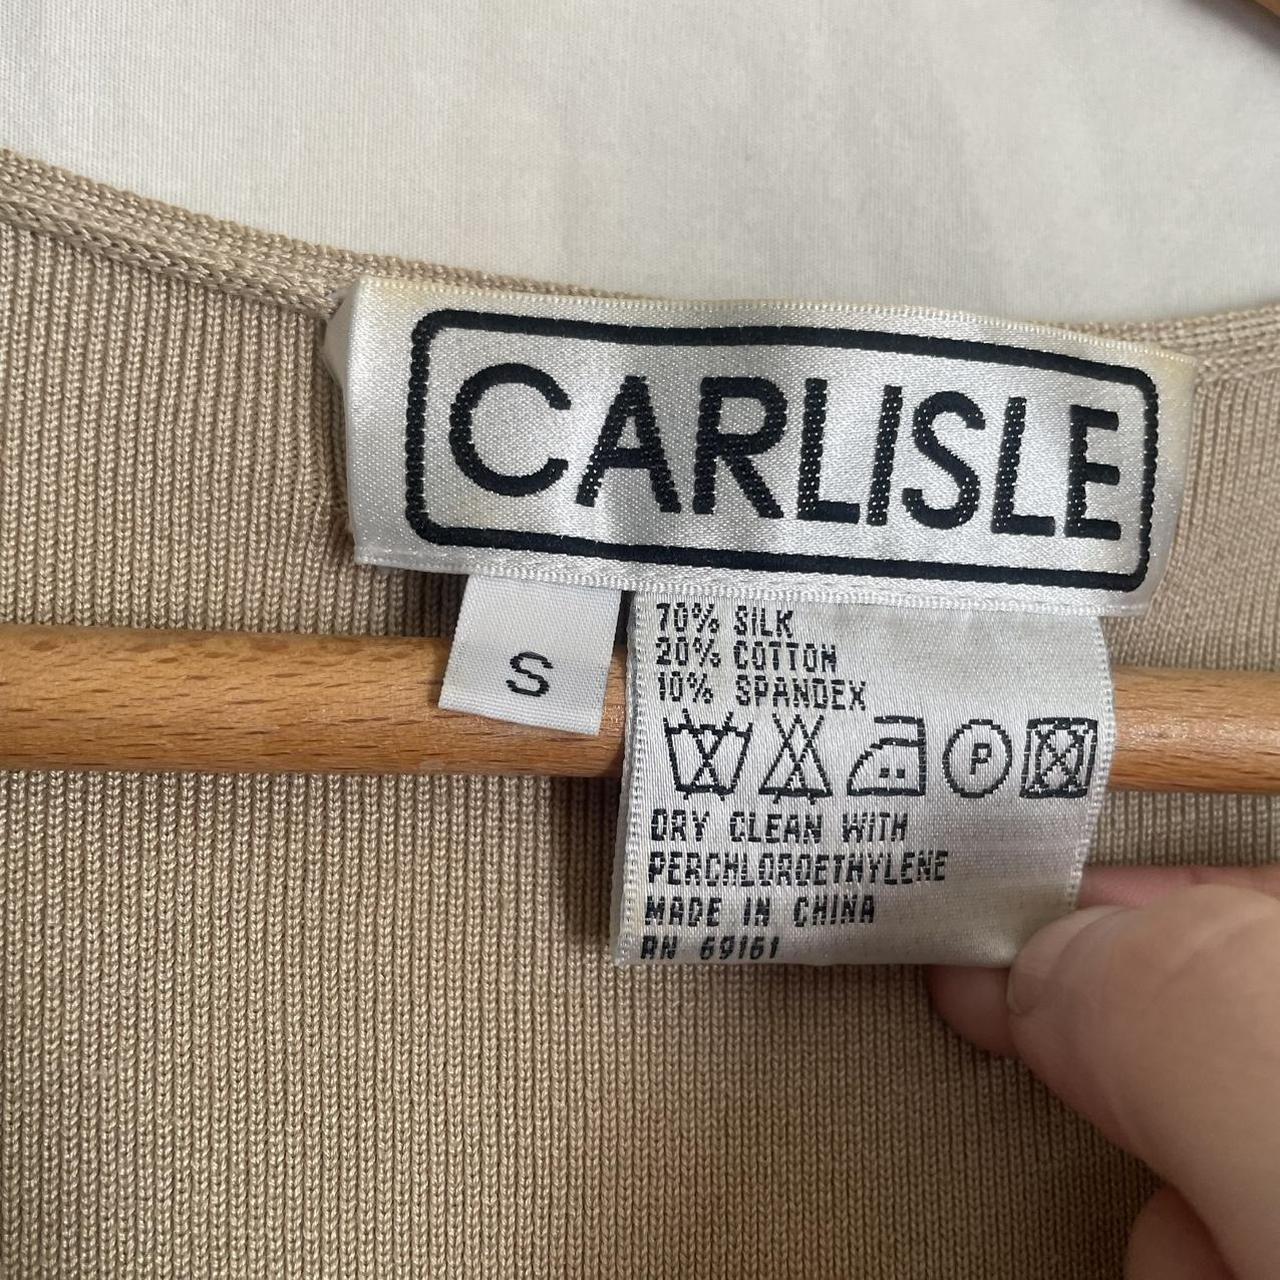 CARLISLE
S
70% SILK
20% COTTON
10% SPANDEX
P
DRY CLEAN WITH
PERCHLOROETHYLENE
MADE IN CHINA
RN 69161